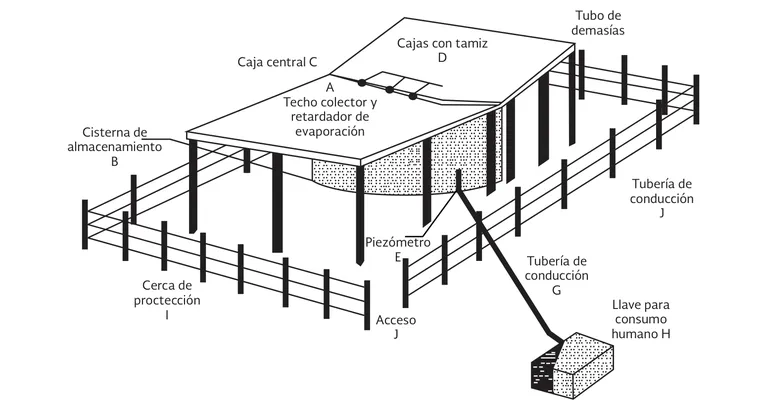 Tubo de
demasías
Cajas con tamiz
D
Caja central C
A
Techo colector y
retardador de
evaporación
Cisterna de
almacenamiento
B
Tubería de
conducción
J
Piezómetro
E
Tubería de
conducción
G
Cerca de
proctección
I
Acceso
J
Llave para
consumo
humano H